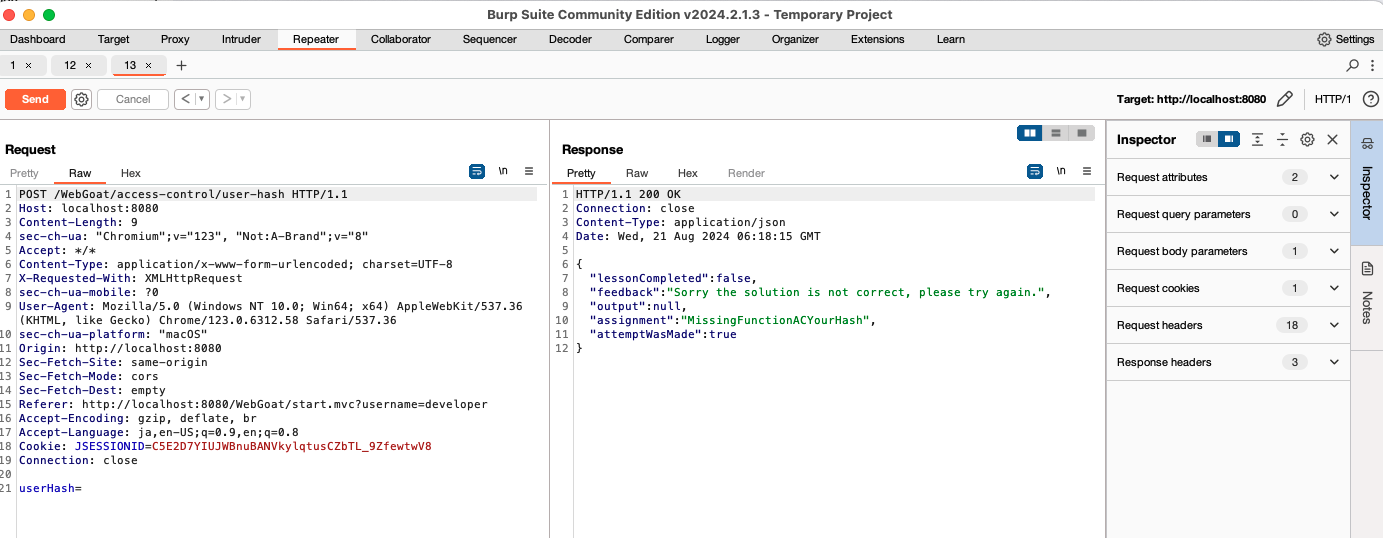 Burp Suite Community Edition v2024.2.1.3 - Temporary Project
Dashboard Target Proxy Intruder Repeater Collaborator Sequencer Decoder Comparer Logger Organizer Extensions Learn Settings
1 × 12 × 13 × +
Send Cancel < > Target: http://localhost:8080 HTTP/1
Request
Pretty Raw Hex \n
1 POST /WebGoat/access-control/user-hash HTTP/1.1
2 Host: localhost:8080
3 Content-Length: 9
4 sec-ch-ua: "Chromium";v="123", "Not:A-Brand";v="8"
5 Accept: */*
6 Content-Type: application/x-www-form-urlencoded; charset=UTF-8
7 X-Requested-With: XMLHttpRequest
8 sec-ch-ua-mobile: ?0
9 User-Agent: Mozilla/5.0 (Windows NT 10.0; Win64; x64) AppleWebKit/537.36
(KHTML, like Gecko) Chrome/123.0.6312.58 Safari/537.36
10 sec-ch-ua-platform: "macOS"
11 Origin: http://localhost:8080
12 Sec-Fetch-Site: same-origin
13 Sec-Fetch-Mode: cors
14 Sec-Fetch-Dest: empty
15 Referer: http://localhost:8080/WebGoat/start.mvc?username=developer
16 Accept-Encoding: gzip, deflate, br
17 Accept-Language: ja,en-US;q=0.9,en;q=0.8
18 Cookie: JSESSIONID=C5E2D7YIUJWBnuBANVkylqtusCZbTL_9ZfewtwV8
19 Connection: close
20
21 userHash=
Response
Pretty Raw Hex Render \n
1 HTTP/1.1 200 OK
2 Connection: close
3 Content-Type: application/json
4 Date: Wed, 21 Aug 2024 06:18:15 GMT
5
6 {
7 "lessonCompleted":false,
8 "feedback":"Sorry the solution is not correct, please try again.",
9 "output":null,
10 "assignment":"MissingFunctionACYourHash",
11 "attemptWasMade":true
12 }
Inspector
Request attributes 2
Request query parameters 0
Request body parameters 1
Request cookies 1
Request headers 18
Response headers 3
Inspector
Notes